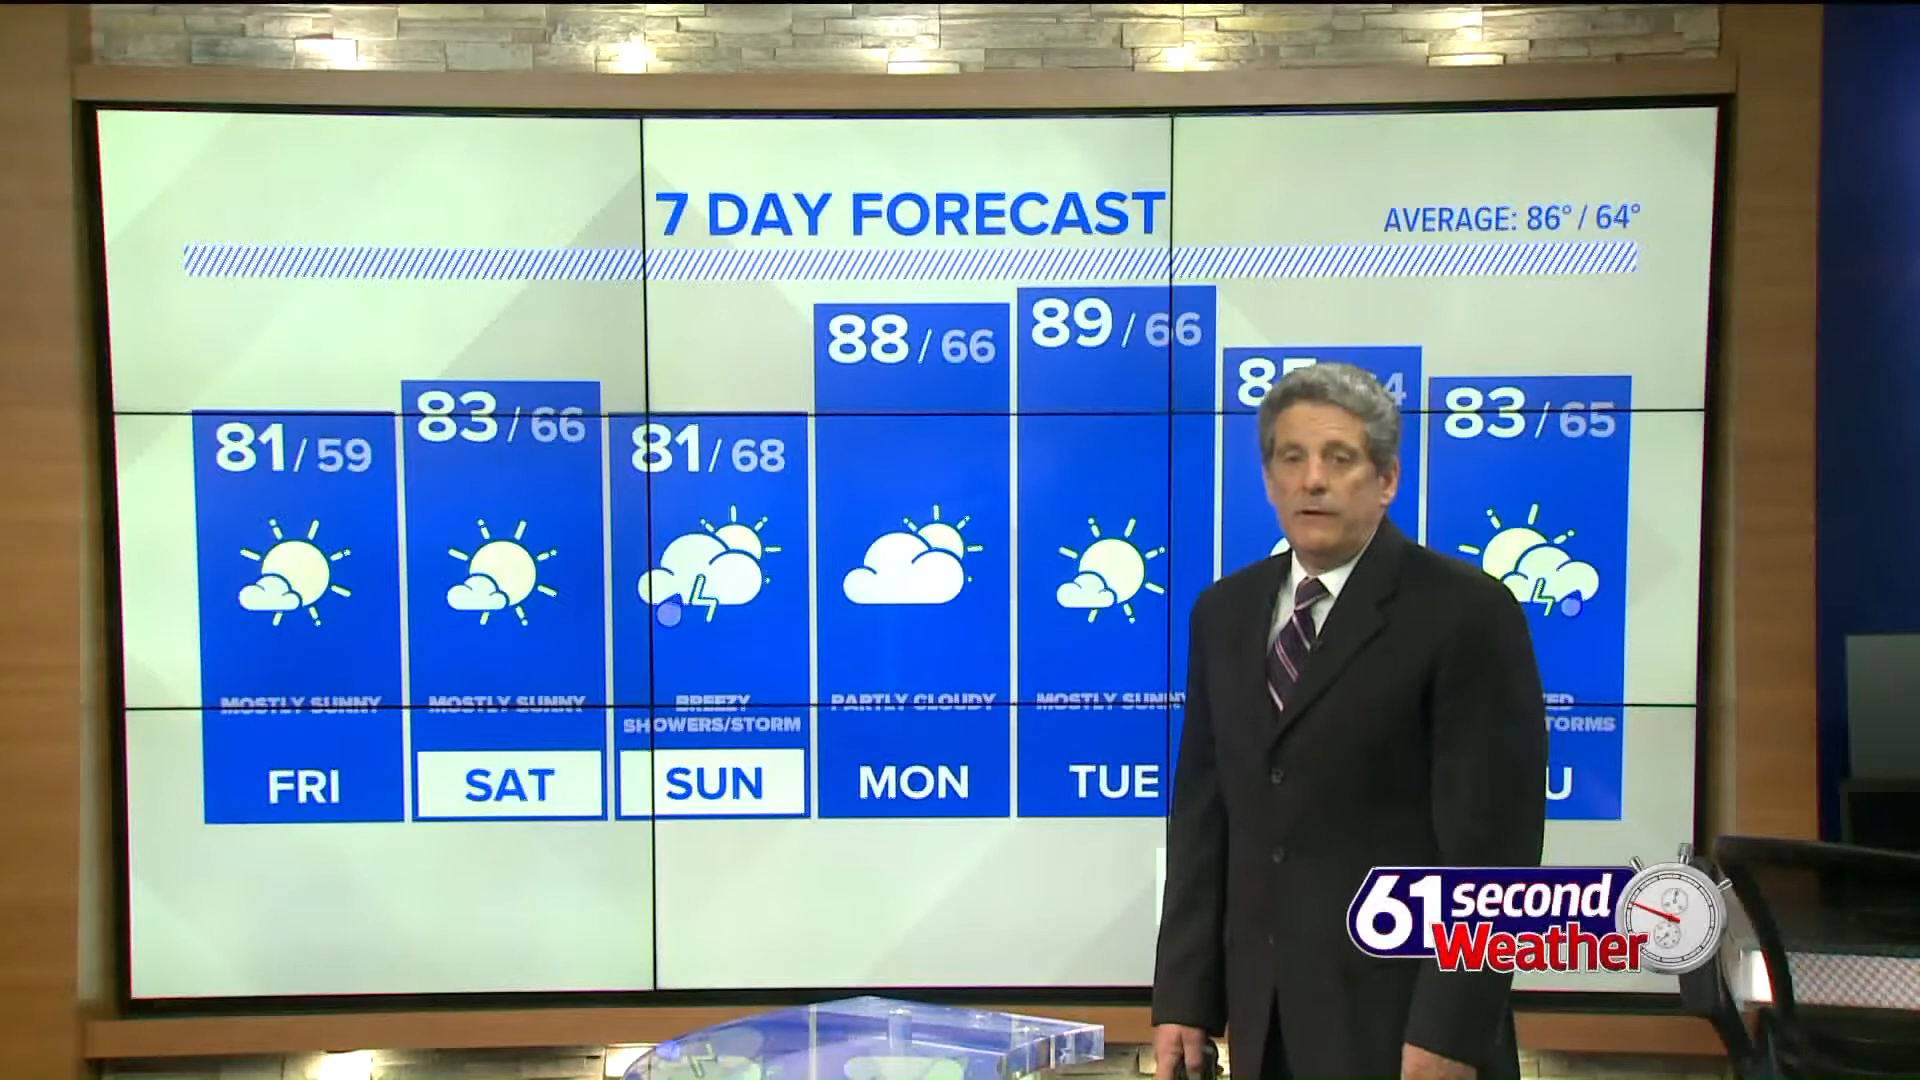 7 DAY FORECAST
AVERAGE: 86° / 64°
81/59
83/66
81/68
88/66
89/66
83/65
MOSTLY SUNNY
MOSTLY SUNNY
BREEZY
SHOWERS/STORM
PARTLY CLOUDY
MOSTLY SUNNY
FRI
SAT
SUN
MON
TUE
61 second
Weather